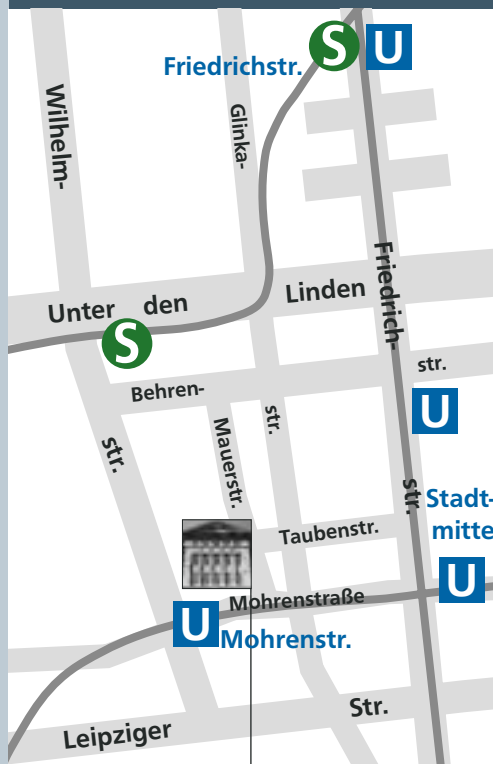 S U
Friedrichstr.
Wilhelm-
Glinka-
Unter den Linden
Friedrich-
S
Behren-
str.
U
Mauerstr.
str.
str.
str.
Stadt-
mitte
Taubenstr.
U
Mohrenstraße
U
Mohrenstr.
Leipziger Str.